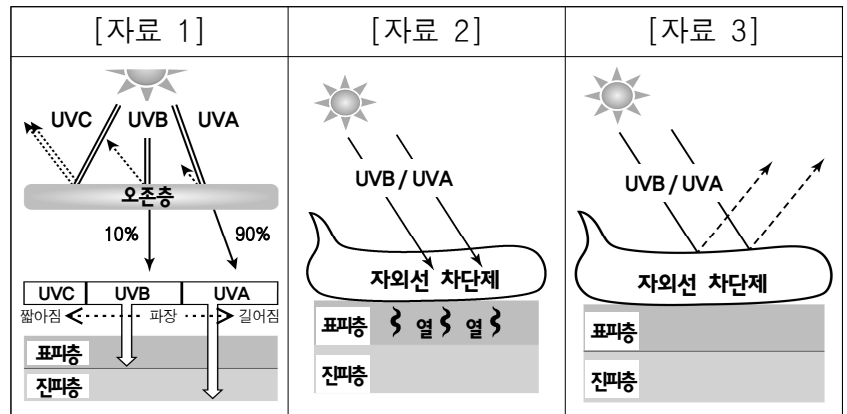 [자료 1]
UVC UVB UVA
오존층
10% 90%
UVC UVB UVA
짧아짐 파장 길어짐
표피층
진피층
[자료 2]
UVB / UVA
자외선 차단제
표피층 열 열
진피층
[자료 3]
UVB / UVA
자외선 차단제
표피층
진피층